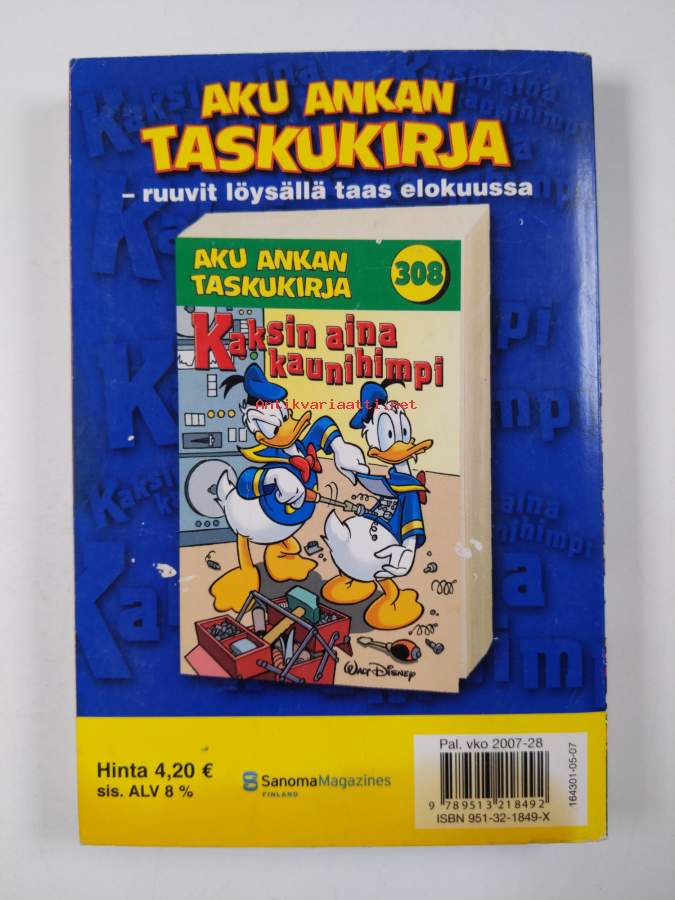 AKU ANKAN
TASKUKIRJA
– ruuvit löysällä taas elokuussa
AKU ANKAN
TASKUKIRJA
308
Kaksin aina
kaunihimpi
Antikvariaatti.net
WALT DISNEY
Hinta 4,20 €
sis. ALV 8 %
SanomaMagazines
FINLAND
Pal. vko 2007-28
9 789513 218492
ISBN 951-32-1849-X
164301-05-07